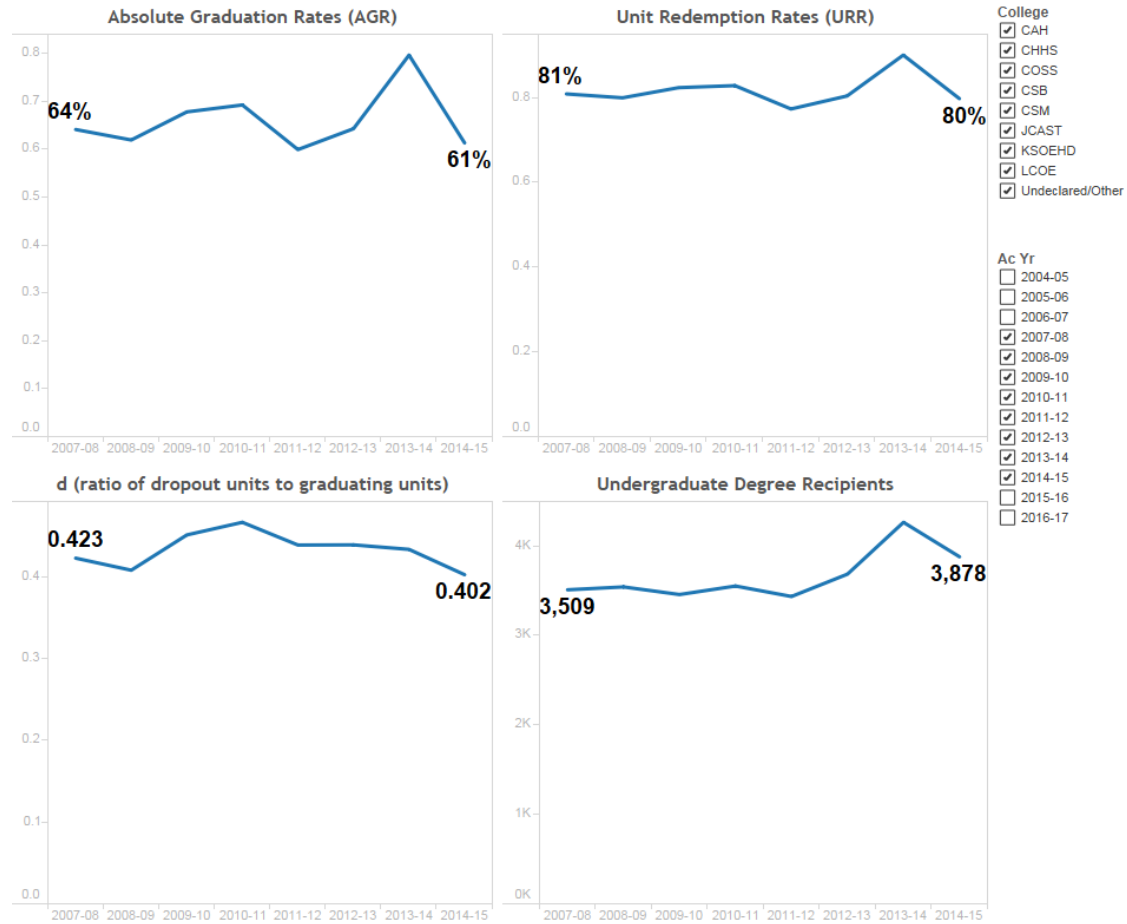 Absolute Graduation Rates (AGR)
0.8
0.7
0.6
0.5
0.4
0.3
0.2
0.1
0.0
64%
61%
2007-08 2008-09 2009-10 2010-11 2011-12 2012-13 2013-14 2014-15
Unit Redemption Rates (URR)
0.8
0.6
0.4
0.2
0.0
81%
80%
2007-08 2008-09 2009-10 2010-11 2011-12 2012-13 2013-14 2014-15
d (ratio of dropout units to graduating units)
0.4
0.3
0.2
0.1
0.0
0.423
0.402
2007-08 2008-09 2009-10 2010-11 2011-12 2012-13 2013-14 2014-15
Undergraduate Degree Recipients
4K
3K
2K
1K
0K
3,509
3,878
2007-08 2008-09 2009-10 2010-11 2011-12 2012-13 2013-14 2014-15
College
CAH
CHHS
COSS
CSB
CSM
JCAST
KSOEHD
LCOE
Undeclared/Other
Ac Yr
2004-05
2005-06
2006-07
2007-08
2008-09
2009-10
2010-11
2011-12
2012-13
2013-14
2014-15
2015-16
2016-17